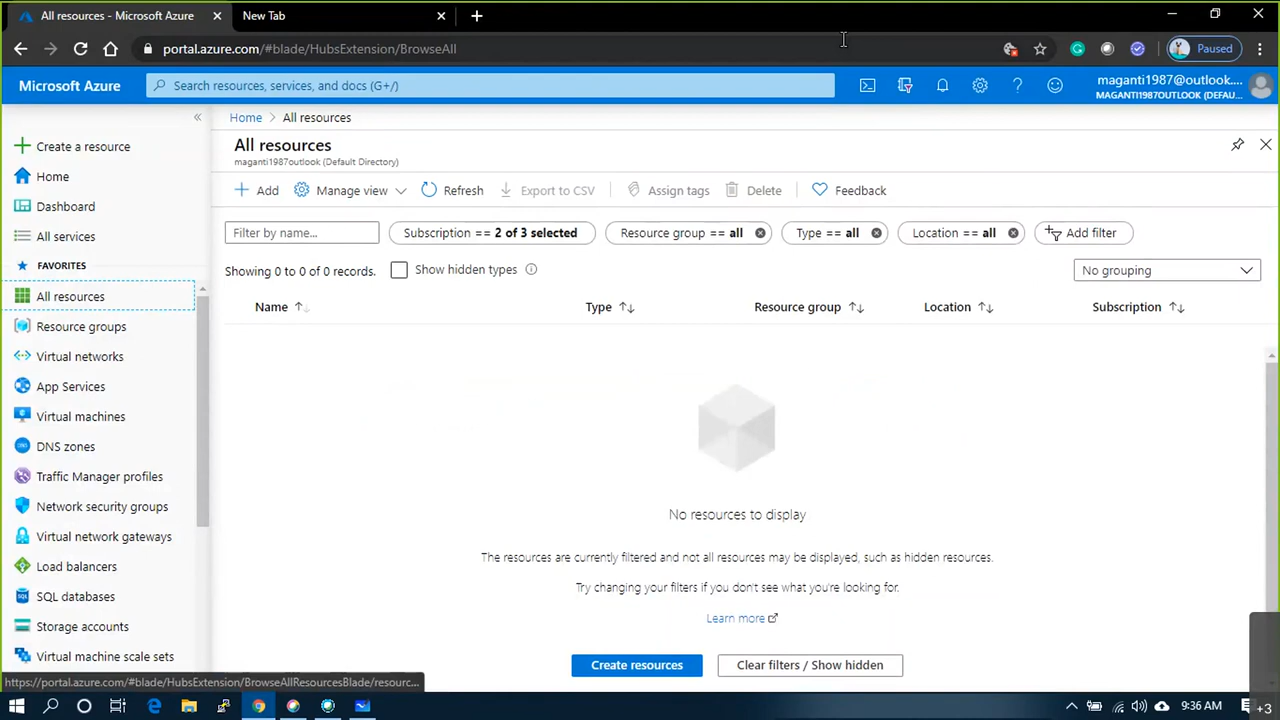 All resources - Microsoft Azure
New Tab
portal.azure.com/#blade/HubsExtension/BrowseAll
Paused
Microsoft Azure
Search resources, services, and docs (G+/)
maganti1987@outlook....
MAGANTI1987OUTLOOK (DEFAU...
Create a resource
Home
Dashboard
All services
FAVORITES
All resources
Resource groups
Virtual networks
App Services
Virtual machines
DNS zones
Traffic Manager profiles
Network security groups
Virtual network gateways
Load balancers
SQL databases
Storage accounts
Virtual machine scale sets
Home > All resources
All resources
maganti1987outlook (Default Directory)
Add
Manage view
Refresh
Export to CSV
Assign tags
Delete
Feedback
Filter by name...
Subscription == 2 of 3 selected
Resource group == all
Type == all
Location == all
Add filter
Showing 0 to 0 of 0 records.
Show hidden types
No grouping
Name
Type
Resource group
Location
Subscription
No resources to display
The resources are currently filtered and not all resources may be displayed, such as hidden resources.
Try changing your filters if you don't see what you're looking for.
Learn more
Create resources
Clear filters / Show hidden
https://portal.azure.com/#blade/HubsExtension/BrowseAllResourcesBlade/resourc...
9:36 AM
+3